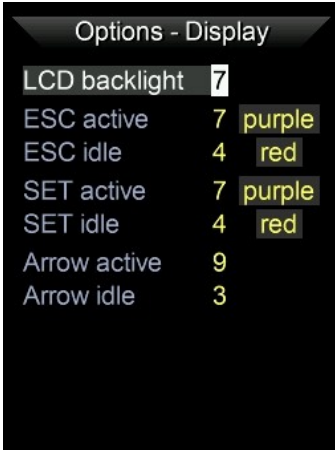 Options - Display
LCD backlight 7
ESC active 7 purple
ESC idle 4 red
SET active 7 purple
SET idle 4 red
Arrow active 9
Arrow idle 3